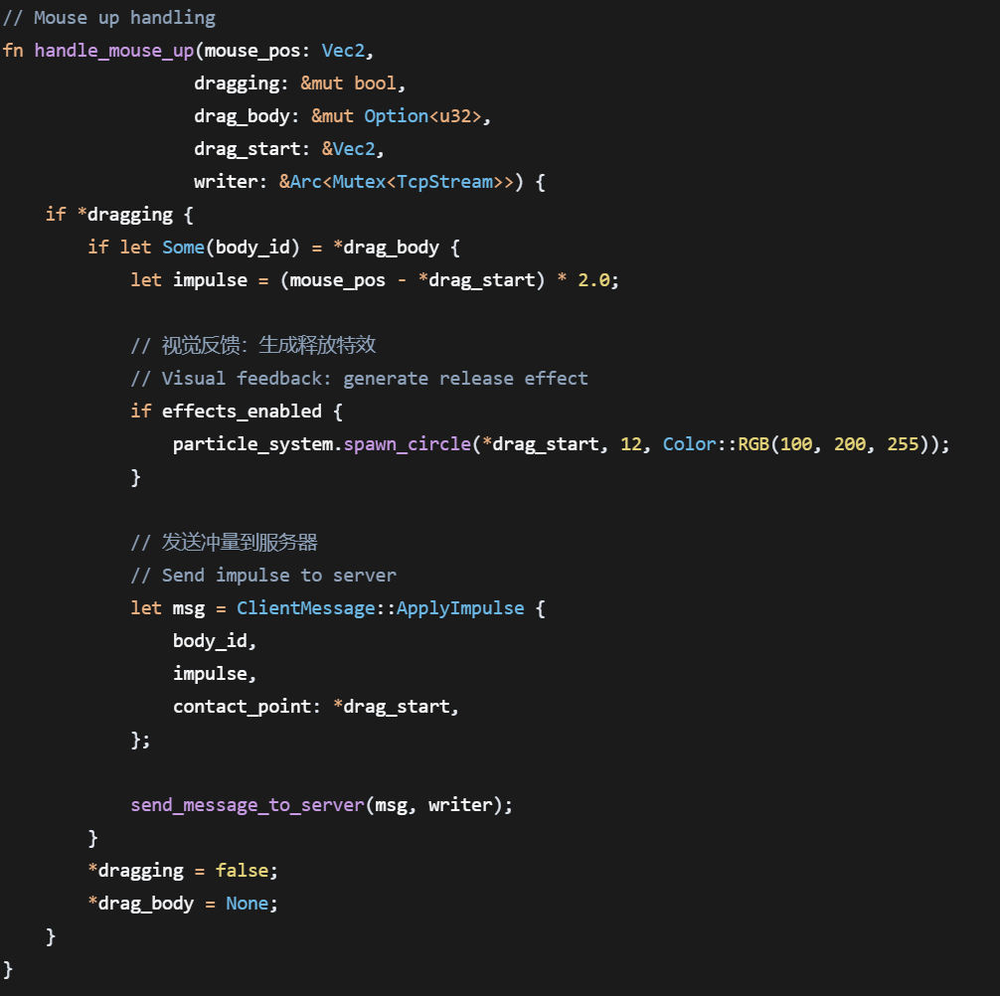 // Mouse up handling
fn handle_mouse_up(mouse_pos: Vec2,
                  dragging: &mut bool,
                  drag_body: &mut Option<u32>,
                  drag_start: &Vec2,
                  writer: &Arc<Mutex<TcpStream>>) {
    if *dragging {
        if let Some(body_id) = *drag_body {
            let impulse = (mouse_pos - *drag_start) * 2.0;

            // 视觉反馈：生成释放特效
            // Visual feedback: generate release effect
            if effects_enabled {
                particle_system.spawn_circle(*drag_start, 12, Color::RGB(100, 200, 255));
            }

            // 发送冲量到服务器
            // Send impulse to server
            let msg = ClientMessage::ApplyImpulse {
                body_id,
                impulse,
                contact_point: *drag_start,
            };

            send_message_to_server(msg, writer);
        }
        *dragging = false;
        *drag_body = None;
    }
}